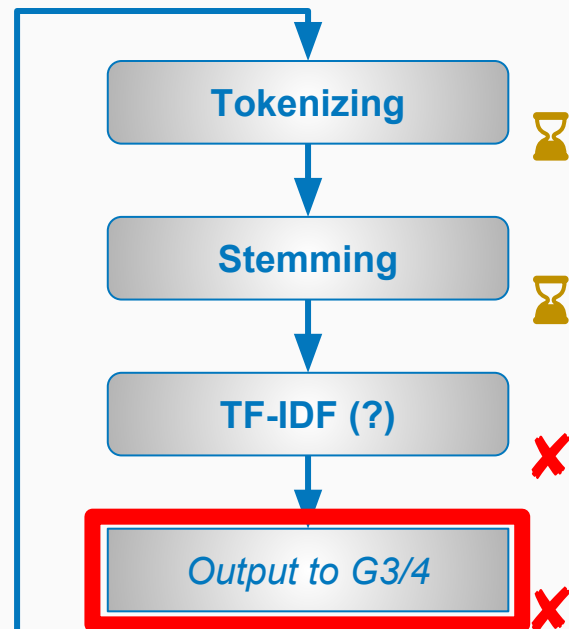 Tokenizing
Stemming
TF-IDF (?)
Output to G3/4